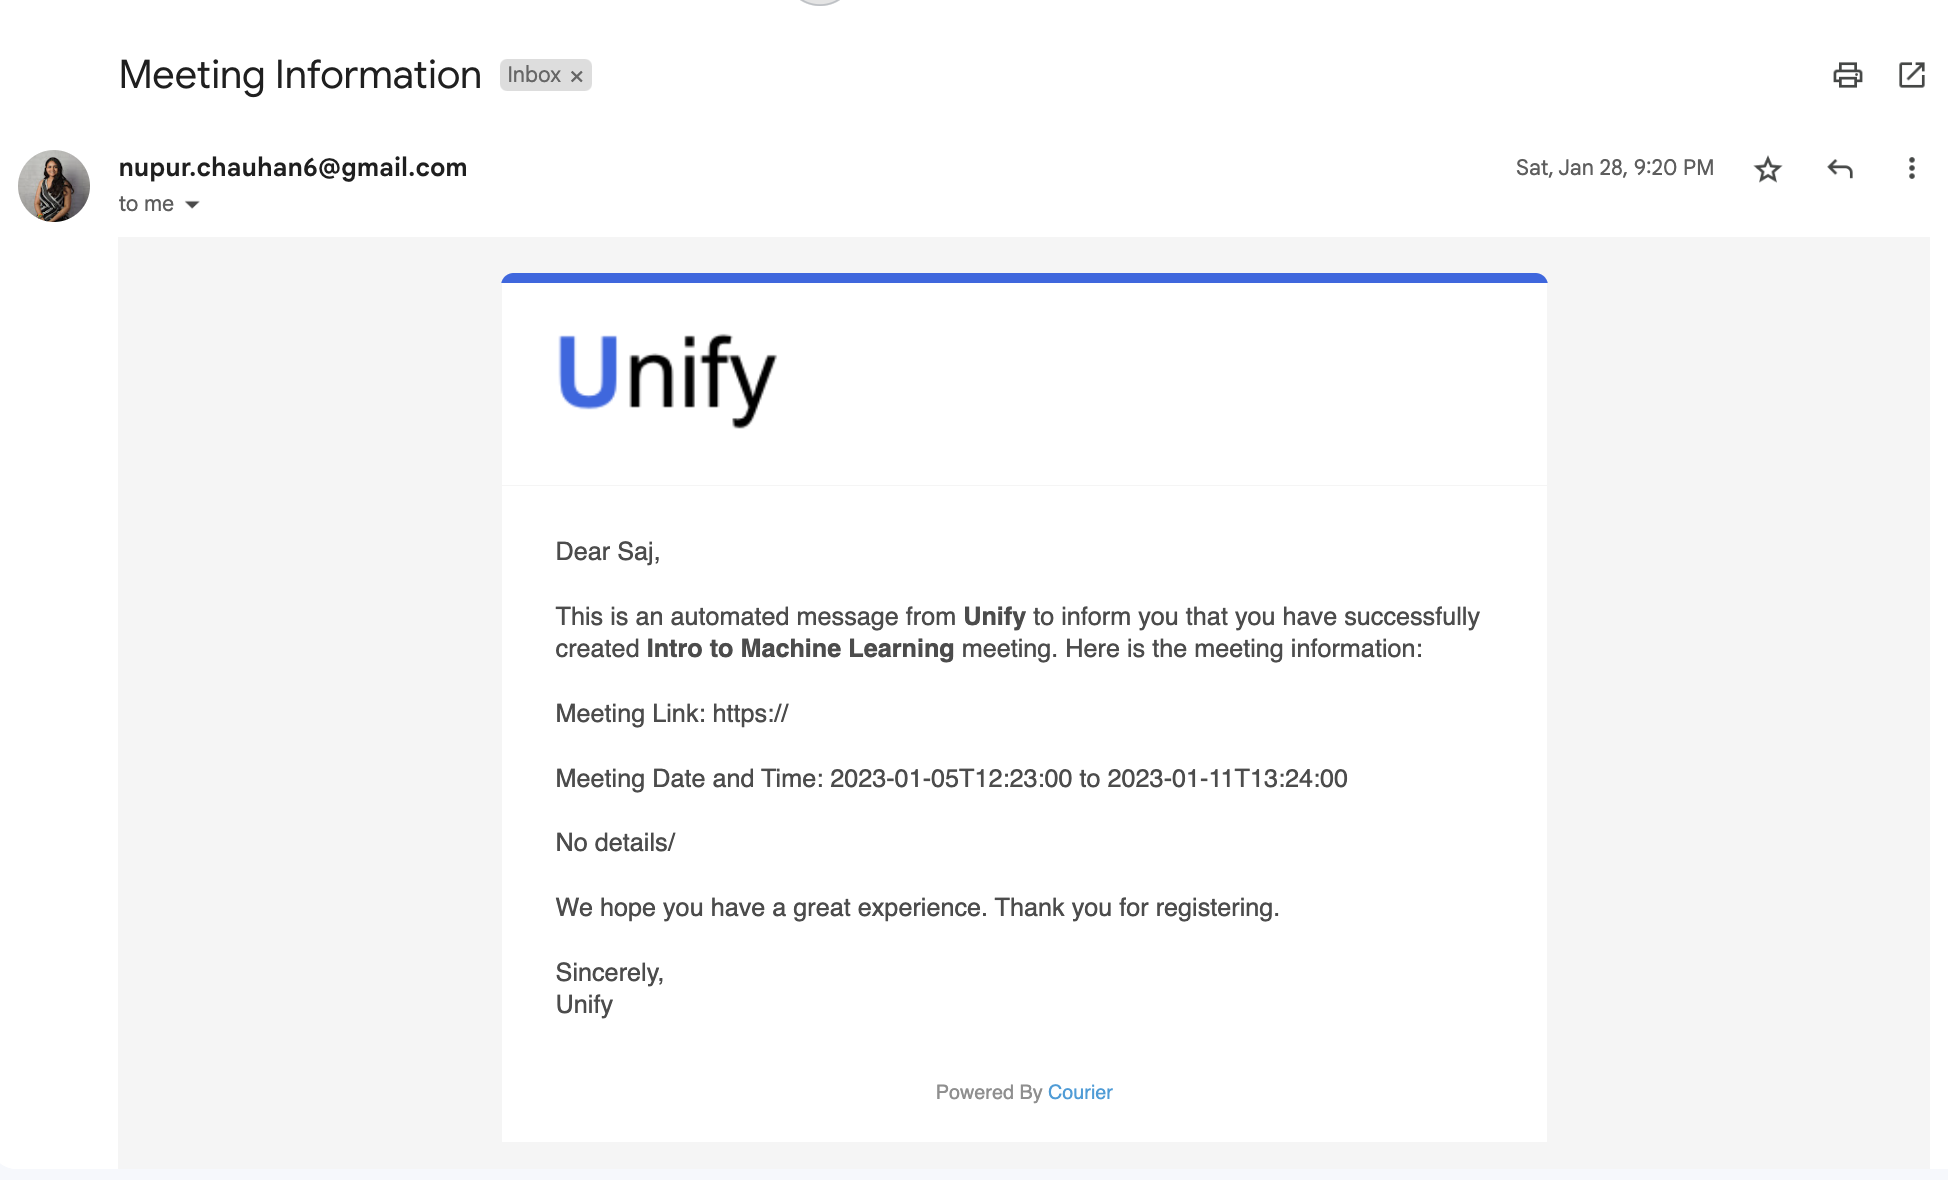 Meeting Information Inbox ×
nupur.chauhan6@gmail.com
Sat, Jan 28, 9:20 PM
to me
Unify
Dear Saj,
This is an automated message from Unify to inform you that you have successfully
created Intro to Machine Learning meeting. Here is the meeting information:
Meeting Link: https://
Meeting Date and Time: 2023-01-05T12:23:00 to 2023-01-11T13:24:00
No details/
We hope you have a great experience. Thank you for registering.
Sincerely,
Unify
Powered By Courier